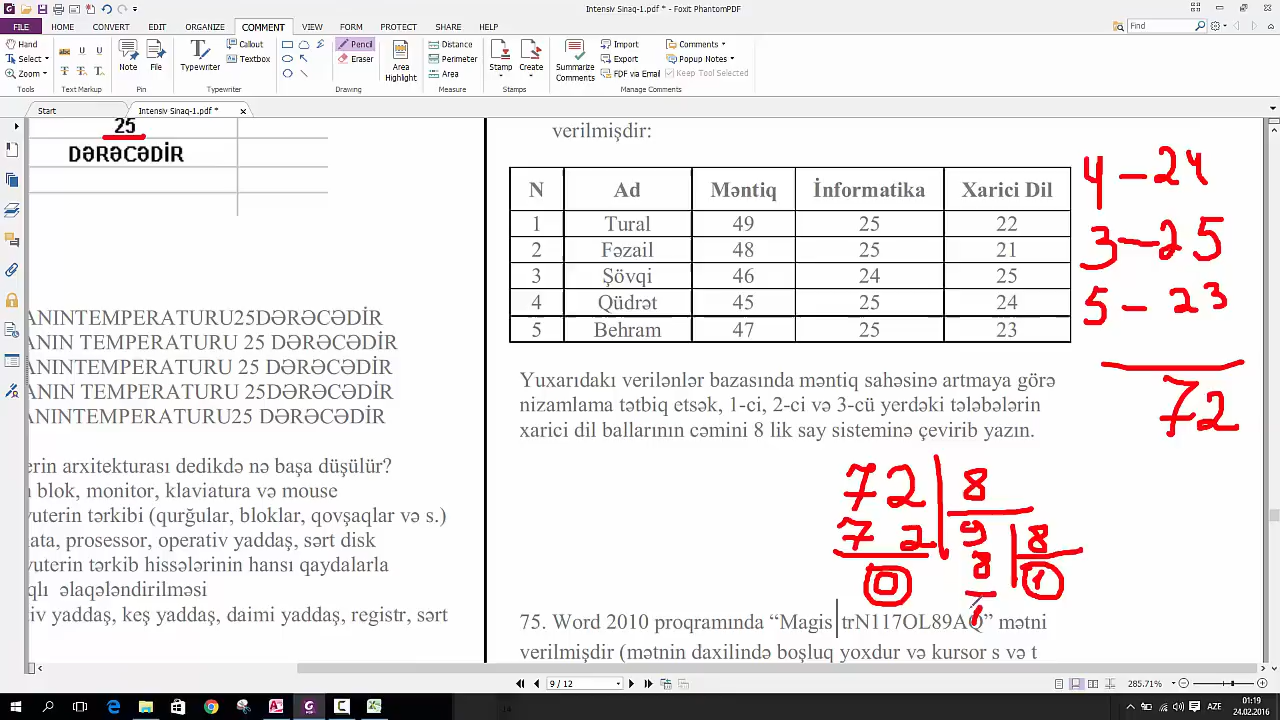 Intensiv Sinaq-1.pdf * - Foxit PhantomPDF
FILE HOME CONVERT EDIT ORGANIZE COMMENT VIEW FORM PROTECT SHARE HELP
Find
Hand
Select
Zoom
Tools
Text Markup
Note File
Typewriter
Callout
Textbox
Typewriter
Pencil
Eraser
Drawing
Area Highlight
Distance
Perimeter
Area
Measure
Stamp Create
Stamps
Summarize Comments
Import
Export
FDF via Email
Comments
Popup Notes
Keep Tool Selected
Manage Comments
Start Intensiv Sinaq-1.pdf *
25
DƏRƏCƏDİR
ANINTEMPERATURU25DƏRƏCƏDİR
ANIN TEMPERATURU 25 DƏRƏCƏDİR
ANIN TEMPERATURU 25DƏRƏCƏDİR
ANIN TEMPERATURU 25DƏRƏCƏDİR
ANINTEMPERATURU25 DƏRƏCƏDİR
erin arxitekturası dedikdə nə başa düşülür?
n blok, monitor, klaviatura və mouse
yuterin tərkibi (qurğular, bloklar, qovşaqlar və s.)
lata, prosessor, operativ yaddaş, sərt disk
yuterin tərkib hissələrinin hansı qaydalarla
qlı əlaqələndirilməsi
tiv yaddaş, keş yaddaş, daimi yaddaş, registr, sərt
verilmişdir:
N Ad Məntiq İnformatika Xarici Dil
1 Tural 49 25 22
2 Fəzail 48 25 21
3 Şövqi 46 24 25
4 Qüdrət 45 25 24
5 Behram 47 25 23
4 – 24
3 – 25
5 – 23
72
Yuxarıdakı verilənlər bazasında məntiq sahəsinə artmaya görə
nizamlama tətbiq etsək, 1-ci, 2-ci və 3-cü yerdəki tələbələrin
xarici dil ballarının cəmini 8 lik say sisteminə çevirib yazın.
72 8
72 9 8
0 8 1
1
75. Word 2010 proqramında “Magis|trN117OL89AQ” mətni
verilmişdir (mətnin daxilində boşluq yoxdur və kursor s və t
9 / 12
285.71%
AZE
01:19
24.02.2016